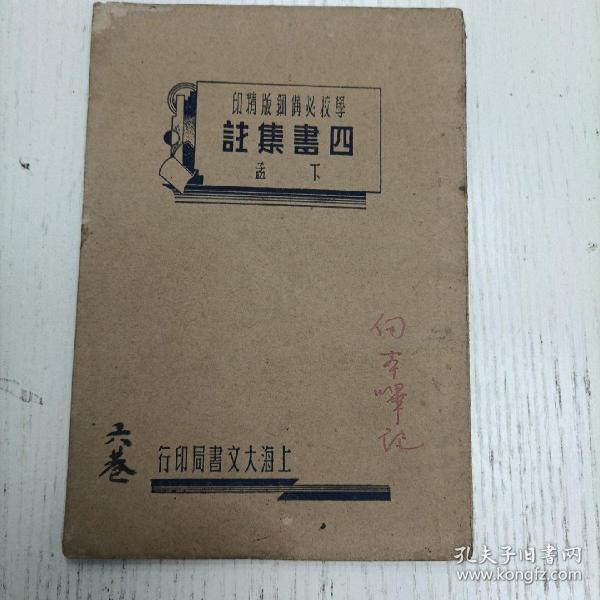 學校必備銅版精印
四書集註
下孟
六卷
上海大文書局印行
孔夫子旧书网
www.kongfz.com